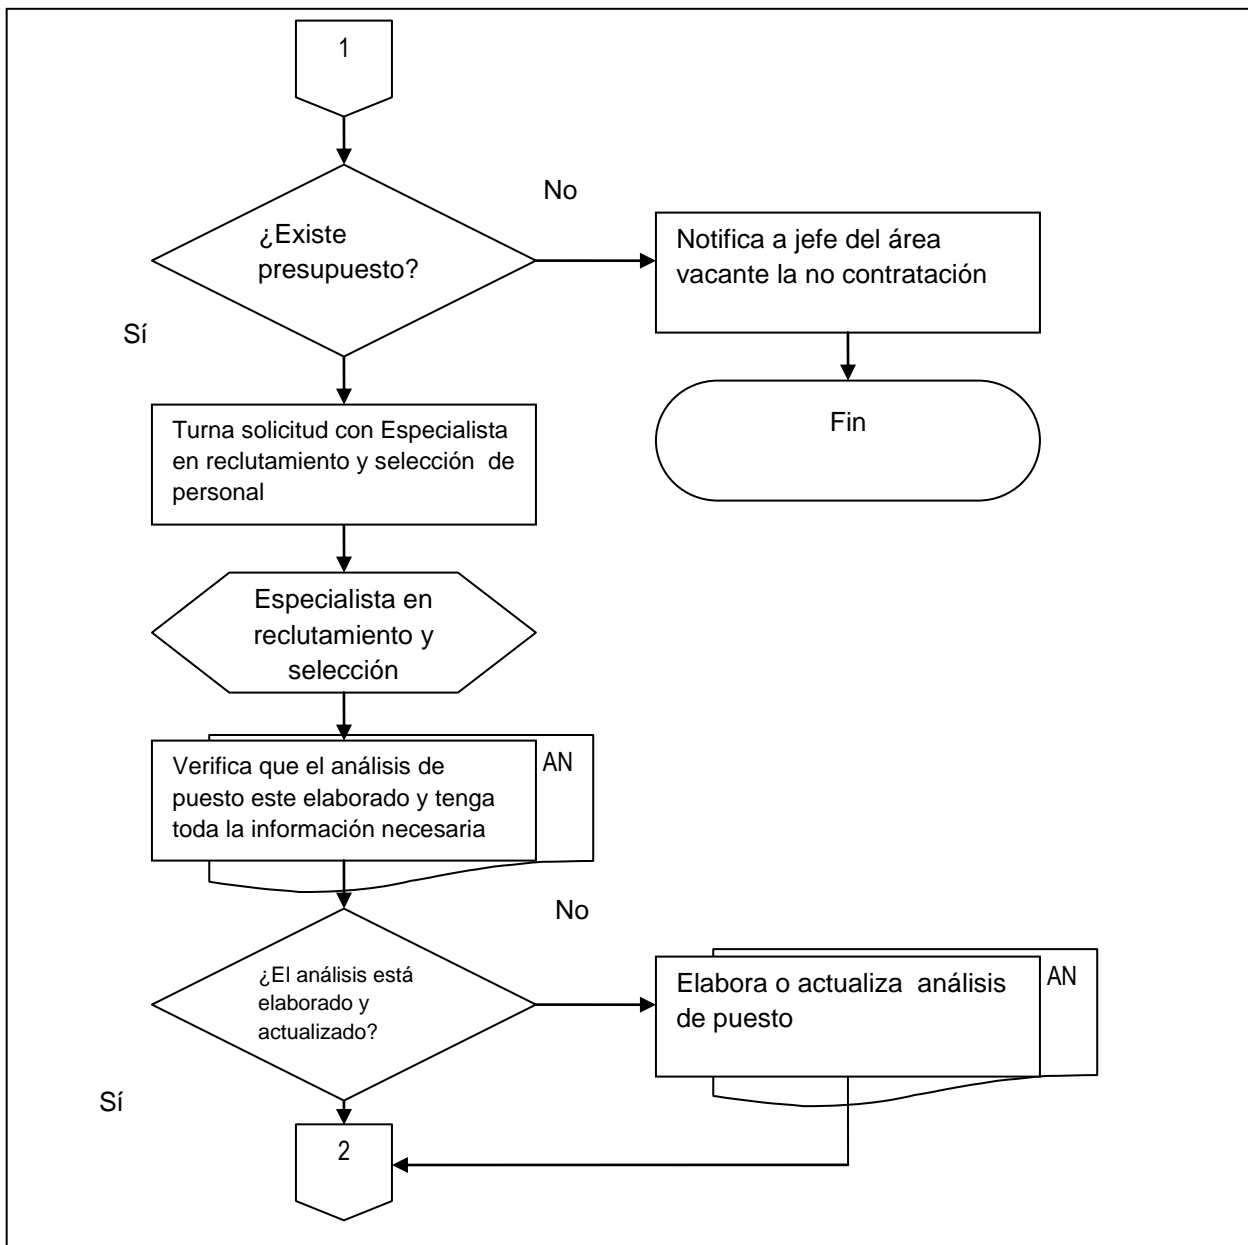 1
No
¿Existe
presupuesto?
Notifica a jefe del área
vacante la no contratación
Sí
Fin
Turna solicitud con Especialista
en reclutamiento y selección de
personal
Especialista en
reclutamiento y
selección
AN
Verifica que el análisis de
puesto este elaborado y tenga
toda la información necesaria
No
¿El análisis está
elaborado y
actualizado?
Elabora o actualiza análisis
de puesto
AN
Sí
2